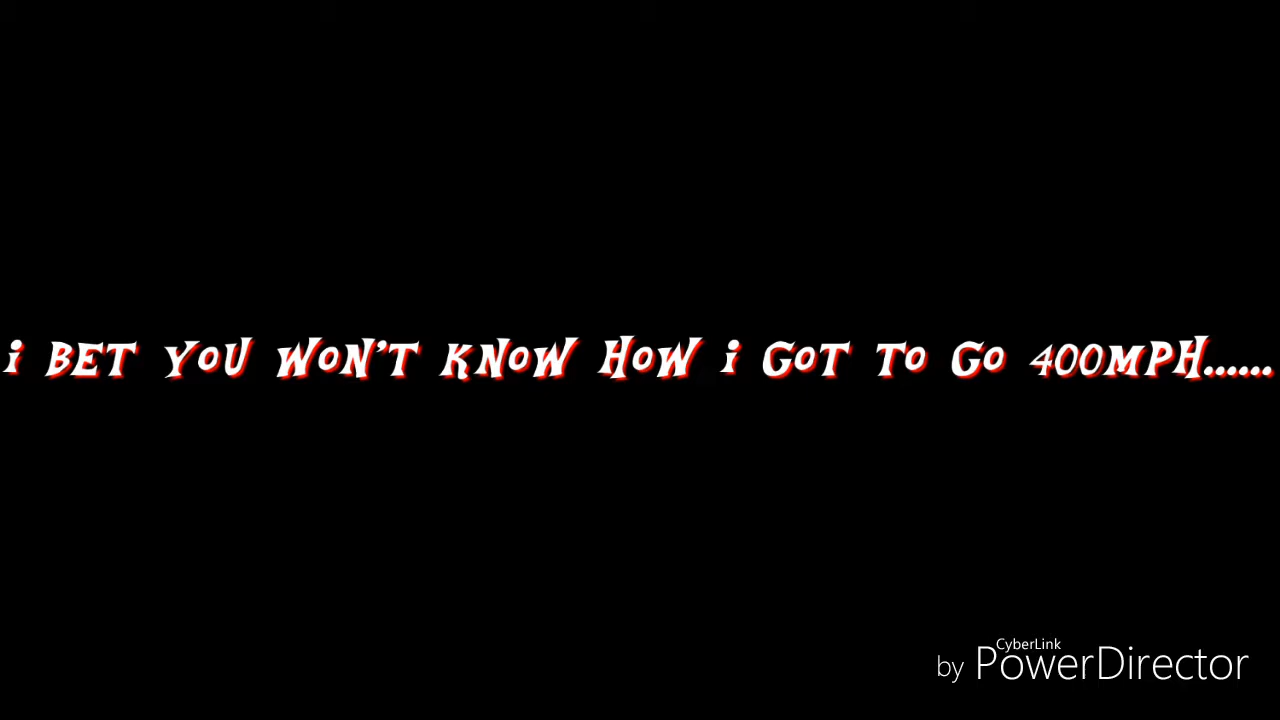 i BET YOU WON'T KNOW HOW i GOT TO GO 400MPH......
CyberLink
by PowerDirector